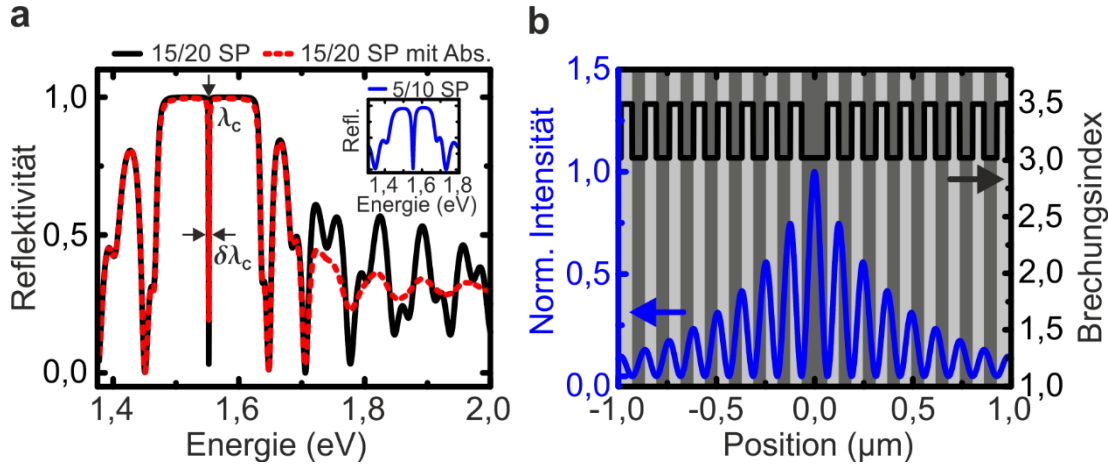 a
15/20 SP 15/20 SP mit Abs.
1,0
0,5
0,0
Reflektivität
1,4 1,6 1,8 2,0
Energie (eV)
λc
δλc
5/10 SP
Refl.
1,4 1,6 1,8
Energie (eV)
b
1,5
1,0
0,5
0,0
Norm. Intensität
3,5
3,0
2,5
2,0
1,5
1,0
Brechungsindex
-1,0 -0,5 0,0 0,5 1,0
Position (µm)